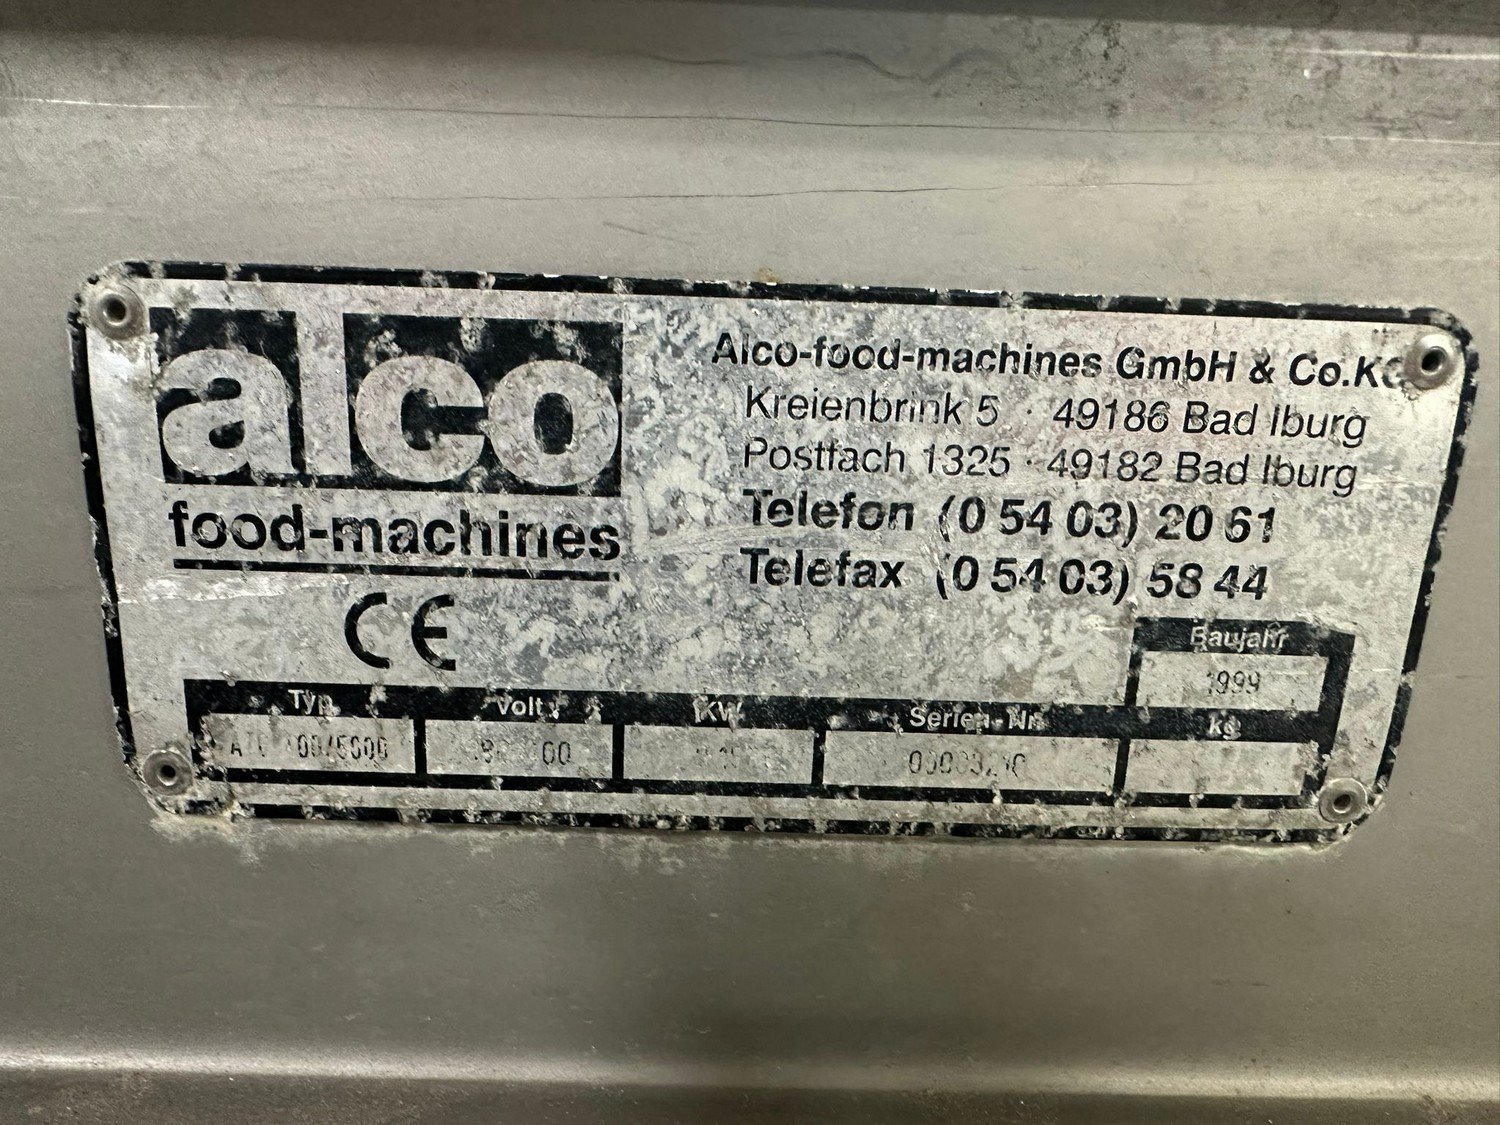 alco
food-machines
CE
Alco-food-machines GmbH & Co.KG
Kreienbrink 5 · 49186 Bad Iburg
Postfach 1325 · 49182 Bad Iburg
Telefon (0 54 03) 20 61
Telefax (0 54 03) 58 44
Baujahr
1999
Typ Volt KW Serien-Nr. kg